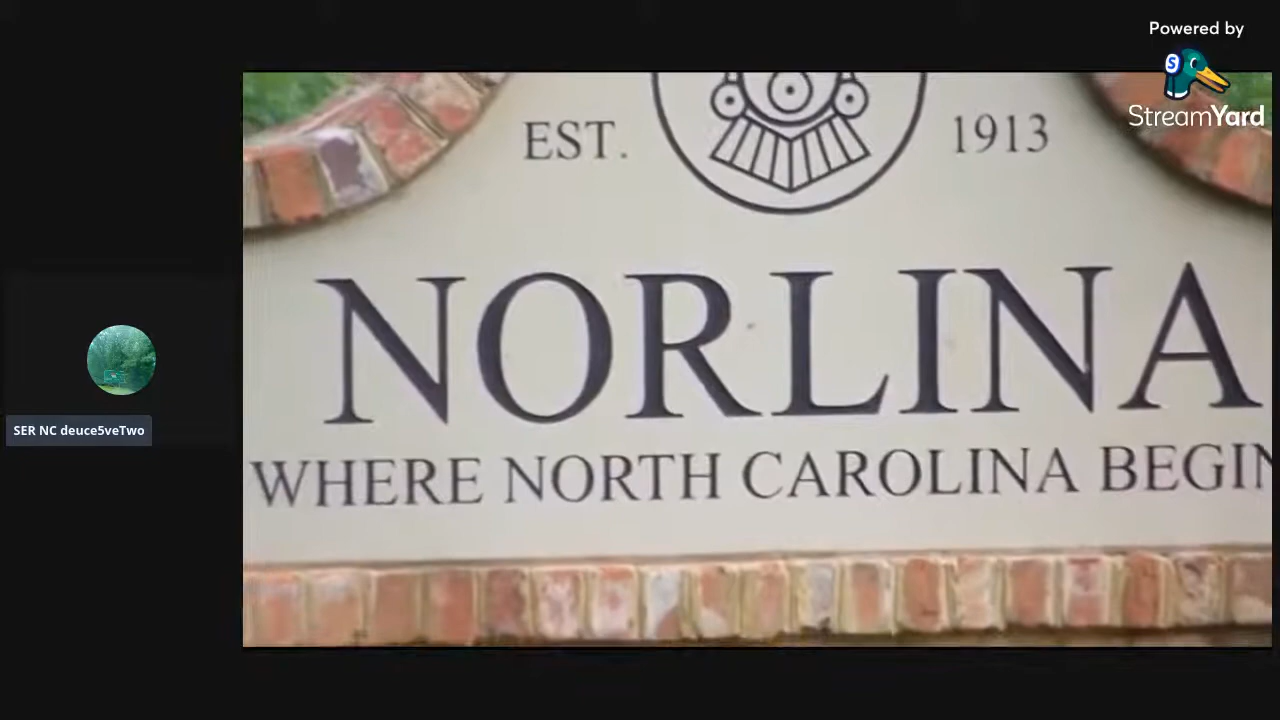 Powered by
StreamYard
EST. 1913
NORLINA
WHERE NORTH CAROLINA BEGIN
SER NC deuce5veTwo